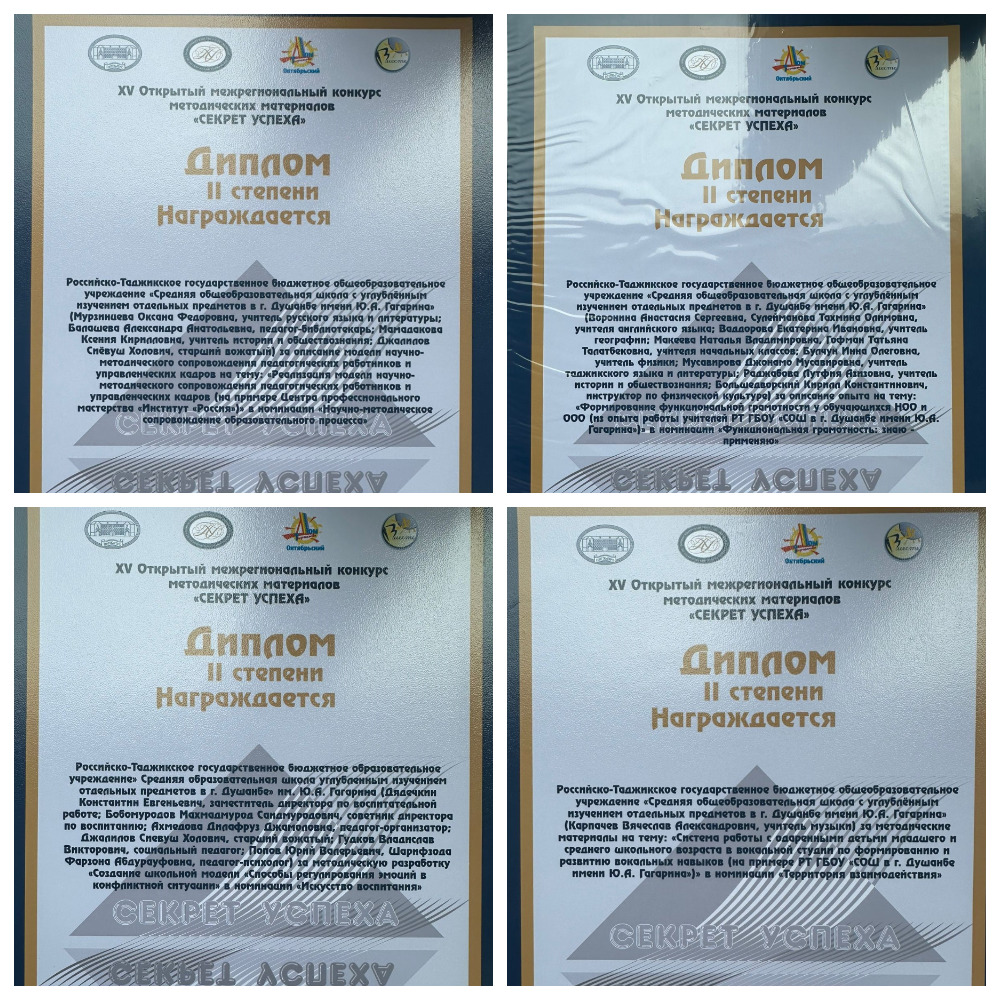 Октябрьский
XV Открытый межрегиональный конкурс
методических материалов
«СЕКРЕТ УСПЕХА»
Диплом
II степени
Награждается
Российско-Таджикское государственное бюджетное общеобразовательное
учреждение «Средняя общеобразовательная школа с углублённым
изучением отдельных предметов в г. Душанбе имени Ю.А. Гагарина»
(Мурзинцева Оксана Федоровна, учитель русского языка и литературы;
Балашева Александра Анатольевна, педагог-библиотекарь; Мамадакова
Ксения Кирилловна, учитель истории и обществознания; Джалилов
Сиёвуш Холович, старший вожатый) за описание модели научно-
методического сопровождения педагогических работников и
управленческих кадров на тему: «Реализация модели научно-
методического сопровождения педагогических работников и
управленческих кадров (на примере Центра профессионального
мастерства «Институт «Россия»)» в номинации «Научно-методическое
сопровождение образовательного процесса»
СЕКРЕТ УСПЕХА
СЕКРЕТ УСПЕХА
Октябрьский
XV Открытый межрегиональный конкурс
методических материалов
«СЕКРЕТ УСПЕХА»
Диплом
II степени
Награждается
Российско-Таджикское государственное бюджетное общеобразовательное
учреждение «Средняя общеобразовательная школа с углублённым
изучением отдельных предметов в г. Душанбе имени Ю.А. Гагарина»
(Воронина Анастасия Сергеевна, Сулейманова Тахмина Олимовна,
учителя английского языка; Ваддорова Екатерина Ивановна, учитель
географии; Макеева Наталья Владимировна, Гофман Татьяна
Талатбековна, учителя начальных классов; Булчун Инна Олеговна,
учитель физики; Мусавирова Джонамо Мусавировна, учитель
таджикского языка и литературы; Раджабова Лутфия Азизовна, учитель
истории и обществознания; Большедворский Кирилл Константинович,
инструктор по физической культуре) за описание опыта на тему:
«Формирование функциональной грамотности у обучающихся НОО и
ООО (из опыта работы учителей РТ ГБОУ «СОШ в г. Душанбе имени Ю.А.
Гагарина»)» в номинации «Функциональная грамотность: знаю -
применяю»
СЕКРЕТ УСПЕХА
Октябрьский
XV Открытый межрегиональный конкурс
методических материалов
«СЕКРЕТ УСПЕХА»
Диплом
II степени
Награждается
Российско-Таджикское государственное бюджетное образовательное
учреждение» Средняя образовательная школа углубленным изучением
отдельных предметов в г. Душанбе» им. Ю.А. Гагарина (Дядечкин
Константин Евгеньевич, заместитель директора по воспитательной
работе; Бобомуродов Махмадмурод Саидмуродович, советник директора
по воспитанию; Ахмедова Дилафруз Джамоловна, педагог-организатор;
Джалилов Сиевуш Холович, старший вожатый; Гудков Владислав
Викторович, социальный педагог; Попов Юрий Валерьевич, Шарифзода
Фарзона Абдурауфовна, педагог-психолог) за методическую разработку
«Создание школьной модели «Способы регулирования эмоций в
конфликтной ситуации» в номинации «Искусство воспитания»
СЕКРЕТ УСПЕХА
СЕКРЕТ УСПЕХА
Октябрьский
XV Открытый межрегиональный конкурс
методических материалов
«СЕКРЕТ УСПЕХА»
Диплом
II степени
Награждается
Российско-Таджикское государственное бюджетное общеобразовательное
учреждение «Средняя общеобразовательная школа с углублённым
изучением отдельных предметов в г. Душанбе имени Ю.А. Гагарина»
(Карпачев Вячеслав Александрович, учитель музыки) за методические
материалы на тему: «Система работы с одаренными детьми младшего и
среднего школьного возраста в вокальной студии по формированию и
развитию вокальных навыков (на примере РТ ГБОУ «СОШ в г. Душанбе
имени Ю.А. Гагарина»)» в номинации «Территория взаимодействия»
СЕКРЕТ УСПЕХА